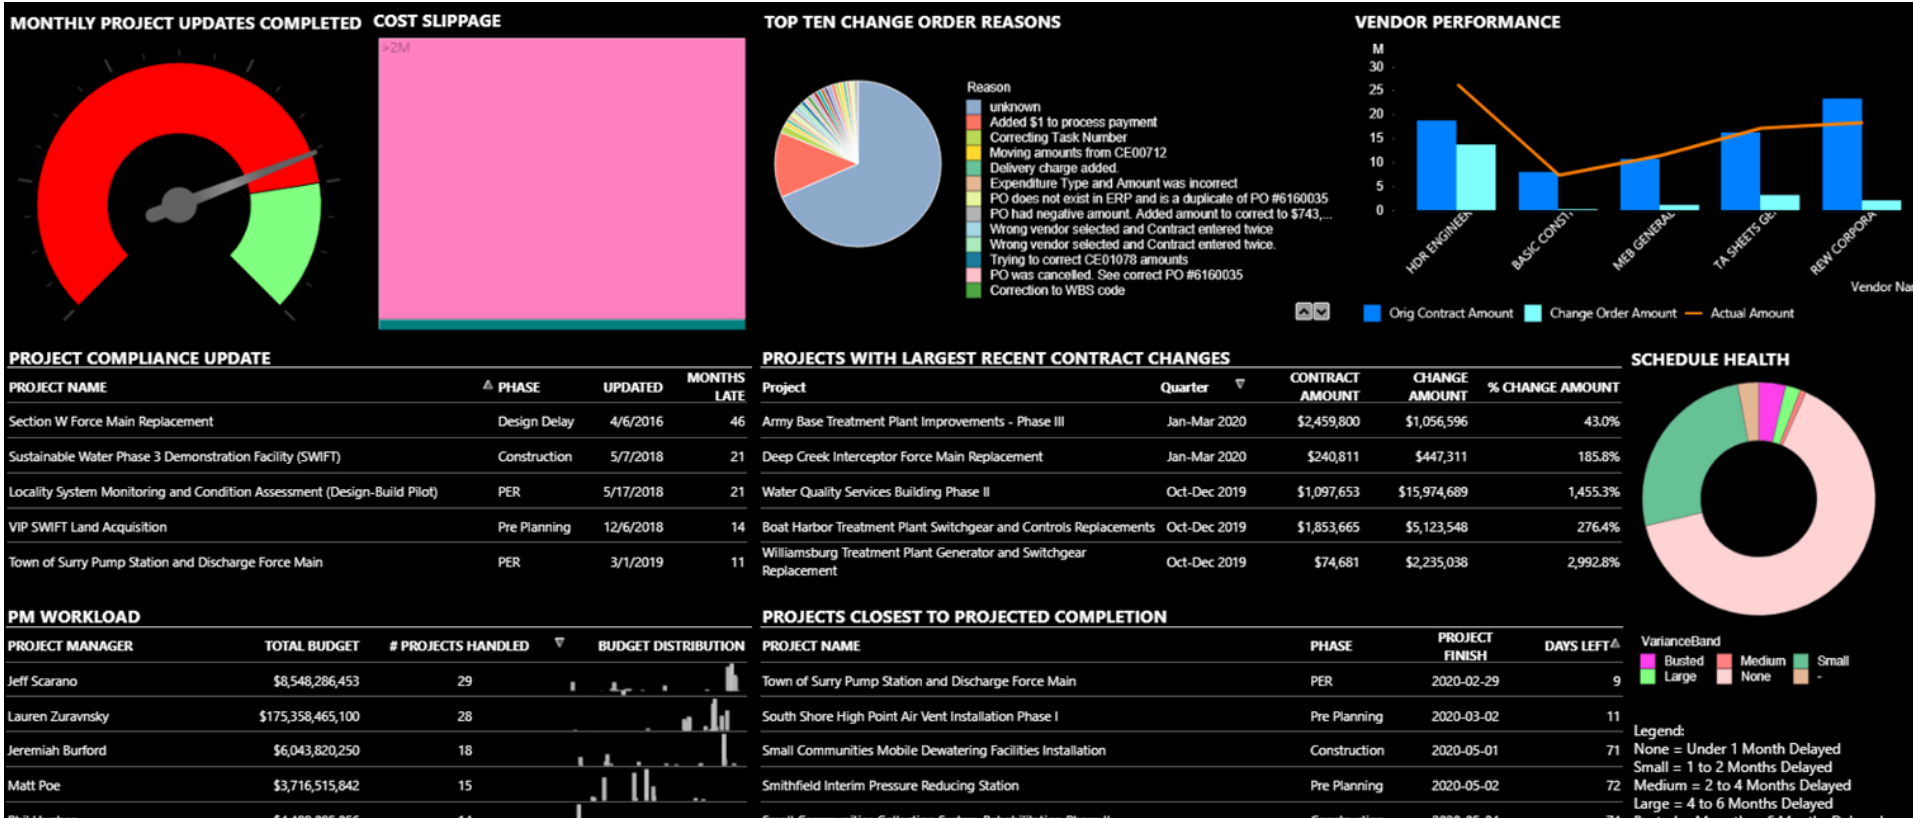 MONTHLY PROJECT UPDATES COMPLETED
COST SLIPPAGE
>2M
TOP TEN CHANGE ORDER REASONS
Reason
unknown
Added $1 to process payment
Correcting Task Number
Moving amounts from CE00712
Delivery charge added.
Expenditure Type and Amount was incorrect
PO does not exist in ERP and is a duplicate of PO #6160035
PO had negative amount. Added amount to correct to $743,...
Wrong vendor selected and Contract entered twice
Wrong vendor selected and Contract entered twice.
Trying to correct CE01078 amounts
PO was cancelled. See correct PO #6160035
Correction to WBS code
VENDOR PERFORMANCE
M
30
25
20
15
10
5
0
HDR ENGINEER
BASIC CONST
MEB GENERAL
TA SHEETS GE
REW CORPORA
Vendor Nar
Orig Contract Amount Change Order Amount Actual Amount
PROJECT COMPLIANCE UPDATE
PROJECT NAME PHASE UPDATED MONTHS LATE
Section W Force Main Replacement Design Delay 4/6/2016 46
Sustainable Water Phase 3 Demonstration Facility (SWIFT) Construction 5/7/2018 21
Locality System Monitoring and Condition Assessment (Design-Build Pilot) PER 5/17/2018 21
VIP SWIFT Land Acquisition Pre Planning 12/6/2018 14
Town of Surry Pump Station and Discharge Force Main PER 3/1/2019 11
PROJECTS WITH LARGEST RECENT CONTRACT CHANGES
Project Quarter CONTRACT AMOUNT CHANGE AMOUNT % CHANGE AMOUNT
Army Base Treatment Plant Improvements - Phase III Jan-Mar 2020 $2,459,800 $1,056,596 43.0%
Deep Creek Interceptor Force Main Replacement Jan-Mar 2020 $240,811 $447,311 185.8%
Water Quality Services Building Phase II Oct-Dec 2019 $1,097,653 $15,974,689 1,455.3%
Boat Harbor Treatment Plant Switchgear and Controls Replacements Oct-Dec 2019 $1,853,665 $5,123,548 276.4%
Williamsburg Treatment Plant Generator and Switchgear
Replacement Oct-Dec 2019 $74,681 $2,235,038 2,992.8%
SCHEDULE HEALTH
VarianceBand
Busted Medium Small
Large None -
Legend:
None = Under 1 Month Delayed
Small = 1 to 2 Months Delayed
Medium = 2 to 4 Months Delayed
Large = 4 to 6 Months Delayed
PM WORKLOAD
PROJECT MANAGER TOTAL BUDGET # PROJECTS HANDLED BUDGET DISTRIBUTION
Jeff Scarano $8,548,286,453 29
Lauren Zuravnsky $175,358,465,100 28
Jeremiah Burford $6,043,820,250 18
Matt Poe $3,716,515,842 15
PROJECTS CLOSEST TO PROJECTED COMPLETION
PROJECT NAME PHASE PROJECT FINISH DAYS LEFT
Town of Surry Pump Station and Discharge Force Main PER 2020-02-29 9
South Shore High Point Air Vent Installation Phase I Pre Planning 2020-03-02 11
Small Communities Mobile Dewatering Facilities Installation Construction 2020-05-01 71
Smithfield Interim Pressure Reducing Station Pre Planning 2020-05-02 72